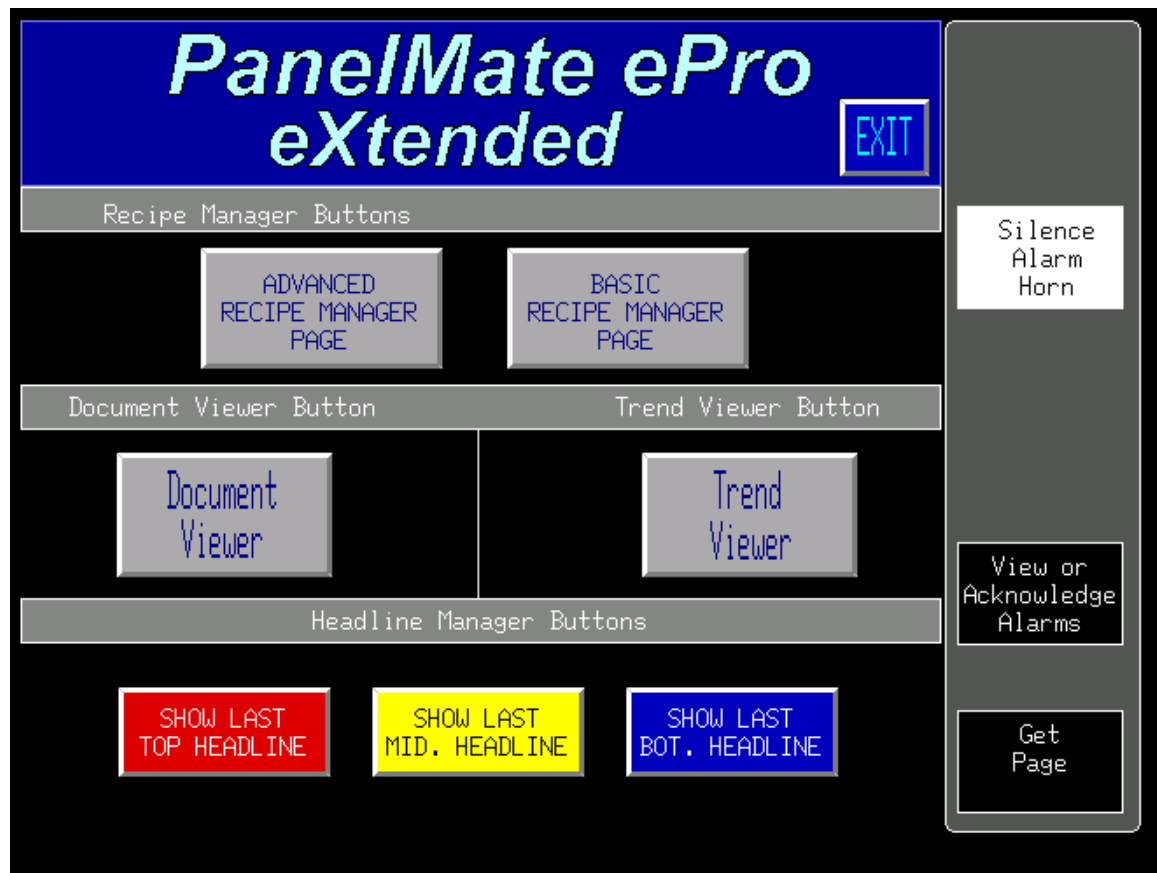 PanelMate ePro
eXtended
EXIT
Recipe Manager Buttons
ADVANCED
RECIPE MANAGER
PAGE
BASIC
RECIPE MANAGER
PAGE
Document Viewer Button
Trend Viewer Button
Document
Viewer
Trend
Viewer
Headline Manager Buttons
SHOW LAST
TOP HEADLINE
SHOW LAST
MID. HEADLINE
SHOW LAST
BOT. HEADLINE
Silence
Alarm
Horn
View or
Acknowledge
Alarms
Get
Page